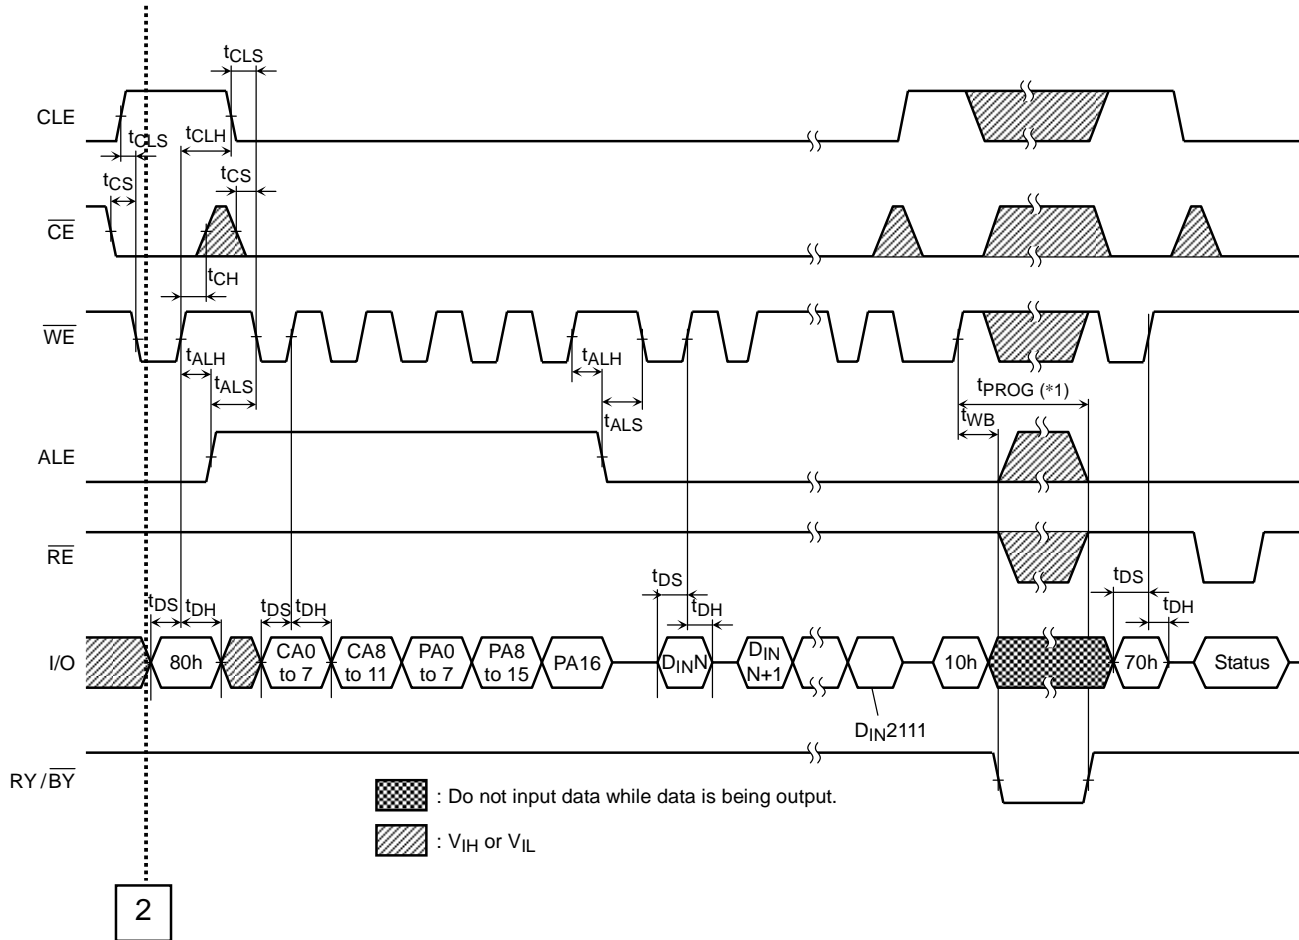 tCLS
CLE
tCLS
tCLH
tCS
tCS
CE
tCH
WE
tALH
tALS
tALH
tALS
tPROG (*1)
tWB
ALE
RE
tDS
tDH
tDS
tDH
tDS
tDH
tDS
tDH
I/O
80h
CA0
to 7
CA8
to 11
PA0
to 7
PA8
to 15
PA16
DINN
DIN
N+1
10h
70h
Status
DIN2111
RY/BY
: Do not input data while data is being output.
: VIH or VIL
2